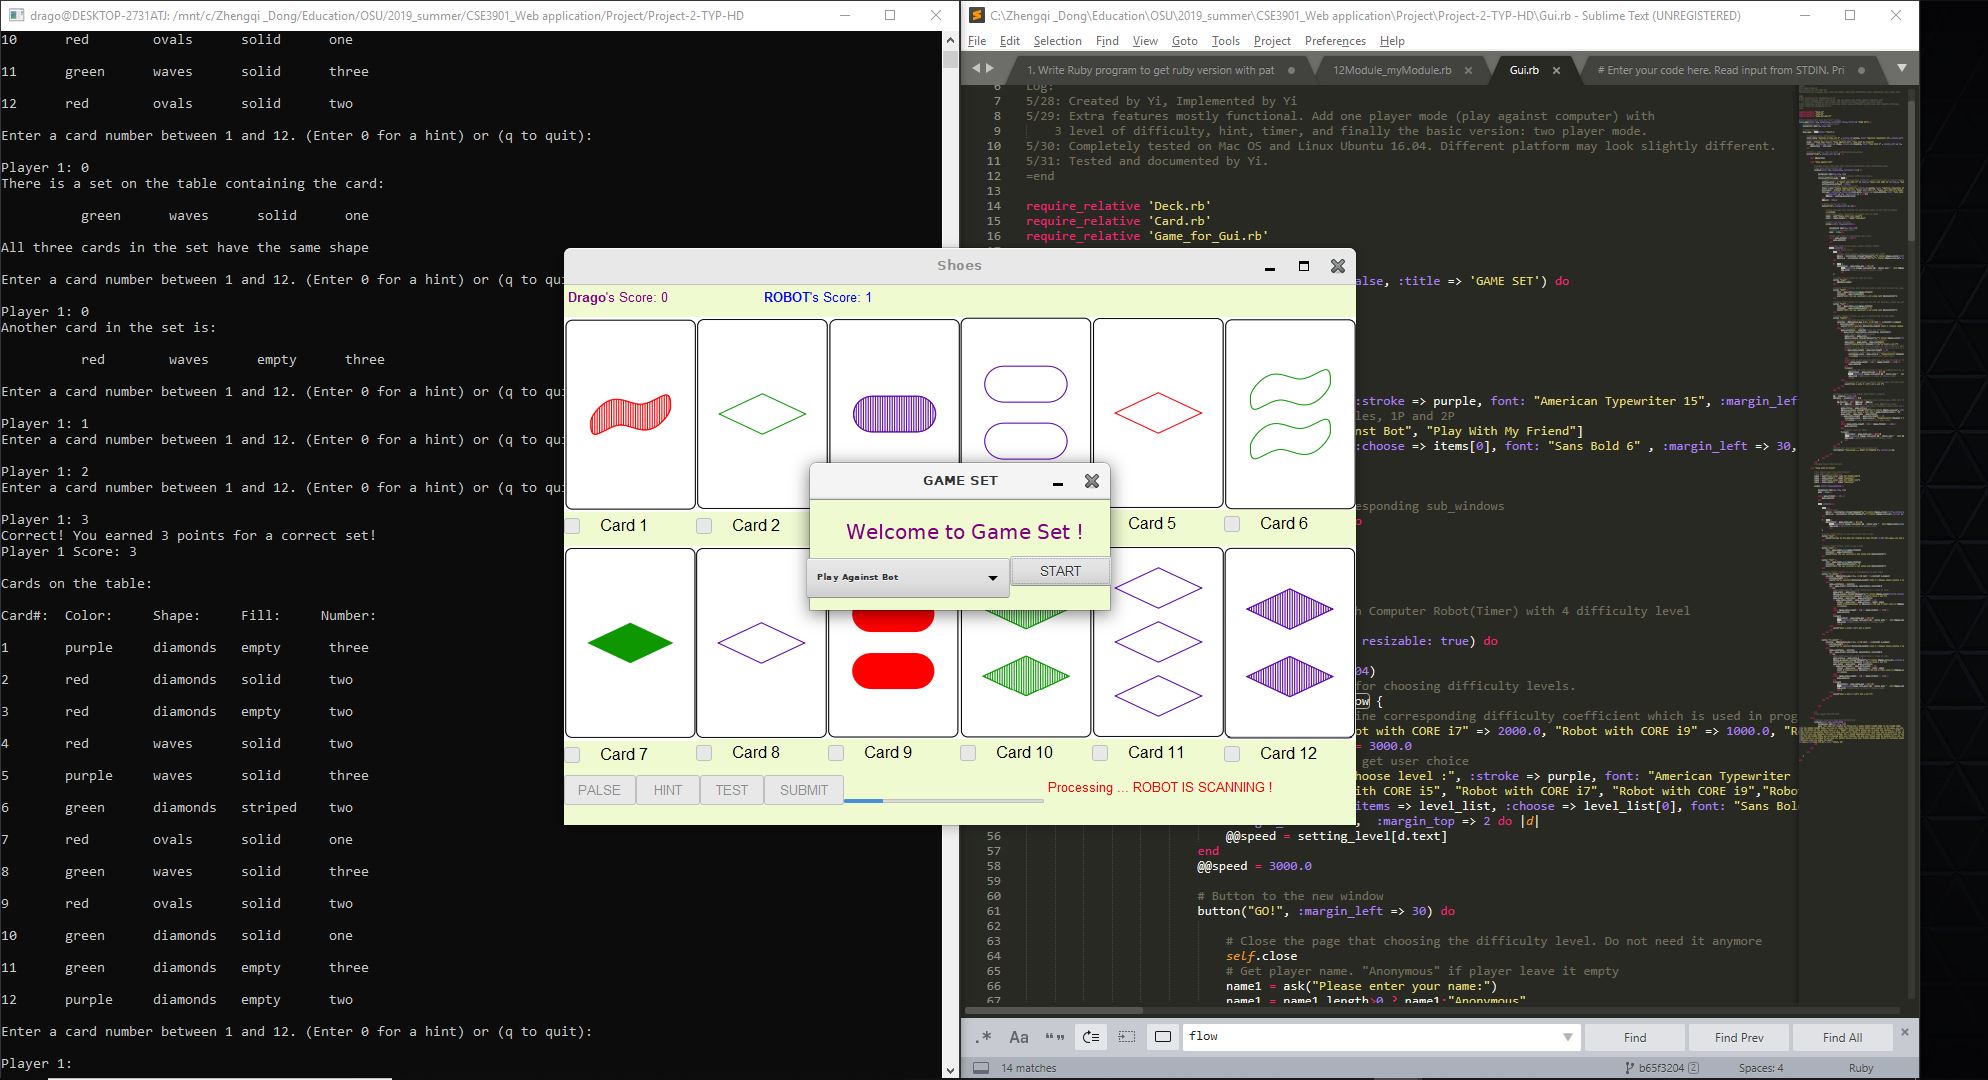 drago@DESKTOP-2731ATJ: /mnt/c/Zhengqi _Dong/Education/OSU/2019_summer/CSE3901_Web application/Project/Project-2-TYP-HD
10 red ovals solid one
11 green waves solid three
12 red ovals solid two
Enter a card number between 1 and 12. (Enter 0 for a hint) or (q to quit):
Player 1: 0
There is a set on the table containing the card:
green waves solid one
All three cards in the set have the same shape
Enter a card number between 1 and 12. (Enter 0 for a hint) or (q to qu
Player 1: 0
Another card in the set is:
red waves empty three
Enter a card number between 1 and 12. (Enter 0 for a hint) or (q to qu
Player 1: 1
Enter a card number between 1 and 12. (Enter 0 for a hint) or (q to qu
Player 1: 2
Enter a card number between 1 and 12. (Enter 0 for a hint) or (q to qu
Player 1: 3
Correct! You earned 3 points for a correct set!
Player 1 Score: 3
Cards on the table:
Card#: Color: Shape: Fill: Number:
1 purple diamonds empty three
2 red diamonds solid two
3 red diamonds empty two
4 red waves solid two
5 purple waves solid three
6 green diamonds striped two
7 red ovals solid one
8 green waves solid three
9 red ovals solid two
10 green diamonds solid one
11 green diamonds empty three
12 purple diamonds empty two
Enter a card number between 1 and 12. (Enter 0 for a hint) or (q to quit):
Player 1:
Shoes
Drago's Score: 0 ROBOT's Score: 1
Card 1 Card 2 Card 5 Card 6
GAME SET
Welcome to Game Set !
Play Against Bot START
Card 7 Card 8 Card 9 Card 10 Card 11 Card 12
PALSE HINT TEST SUBMIT Processing ... ROBOT IS SCANNING !
C:\Zhengqi _Dong\Education\OSU\2019_summer\CSE3901_Web application\Project\Project-2-TYP-HD\Gui.rb - Sublime Text (UNREGISTERED)
File Edit Selection Find View Goto Tools Project Preferences Help
1. Write Ruby program to get ruby version with pat 12Module_myModule.rb Gui.rb # Enter your code here. Read input from STDIN. Pri
6 Log:
7 5/28: Created by Yi, Implemented by Yi
8 5/29: Extra features mostly functional. Add one player mode (play against computer) with
9 3 level of difficulty, hint, timer, and finally the basic version: two player mode.
10 5/30: Completely tested on Mac OS and Linux Ubuntu 16.04. Different platform may look slightly different.
11 5/31: Tested and documented by Yi.
12 =end
13
14 require_relative 'Deck.rb'
15 require_relative 'Card.rb'
16 require_relative 'Game_for_Gui.rb'
alse, :title => 'GAME SET') do
:stroke => purple, font: "American Typewriter 15", :margin_lef
les, 1P and 2P
nst Bot", "Play With My Friend"]
:choose => items[0], font: "Sans Bold 6" , :margin_left => 30,
esponding sub_windows
o
h Computer Robot(Timer) with 4 difficulty level
resizable: true) do
04)
for choosing difficulty levels.
ow {
ine corresponding difficulty coefficient which is used in prog
bot with CORE i7" => 2000.0, "Robot with CORE i9" => 1000.0, "R
= 3000.0
get user choice
hoose level :", :stroke => purple, font: "American Typewriter
with CORE i5", "Robot with CORE i7", "Robot with CORE i9","Robo
items => level_list, :choose => level_list[0], font: "Sans Bol
, :margin_top => 2 do |d|
56 @@speed = setting_level[d.text]
57 end
58 @@speed = 3000.0
59
60 # Button to the new window
61 button("GO!", :margin_left => 30) do
62
63 # Close the page that choosing the difficulty level. Do not need it anymore
64 self.close
65 # Get player name. "Anonymous" if player leave it empty
66 name1 = ask("Please enter your name:")
67 name1 = name1.length>0 ? name1:"Anonymous"
.* Aa “” flow Find Find Prev Find All
14 matches b65f3204 2 Spaces: 4 Ruby